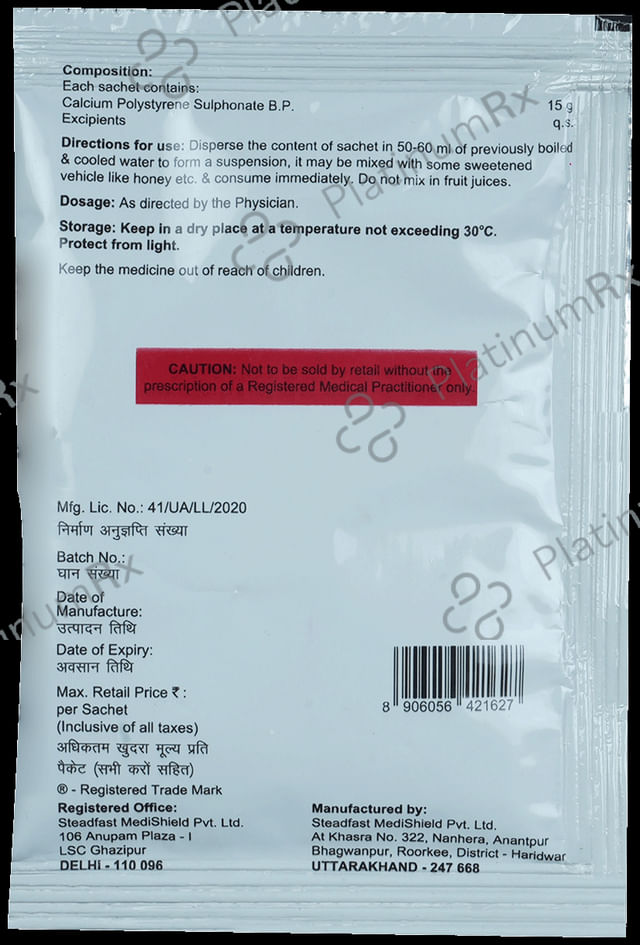 Composition:
Each sachet contains:
Calcium Polystyrene Sulphonate B.P. 15 g
Excipients q.s.
Directions for use: Disperse the content of sachet in 50-60 ml of previously boiled
& cooled water to form a suspension, it may be mixed with some sweetened
vehicle like honey etc. & consume immediately. Do not mix in fruit juices.
Dosage: As directed by the Physician.
Storage: Keep in a dry place at a temperature not exceeding 30ºC.
Protect from light.
Keep the medicine out of reach of children.
CAUTION: Not to be sold by retail without the
prescription of a Registered Medical Practitioner only.
Mfg. Lic. No.: 41/UA/LL/2020
निर्माण अनुज्ञप्ति संख्या
Batch No.:
घान संख्या
Date of
Manufacture:
उत्पादन तिथि
Date of Expiry:
अवसान तिथि
Max. Retail Price ₹ :
per Sachet
(Inclusive of all taxes)
अधिकतम खुदरा मूल्य प्रति
पैकेट (सभी करों सहित)
8 906056 421627
® - Registered Trade Mark
Registered Office:
Steadfast MediShield Pvt. Ltd.
106 Anupam Plaza - I
LSC Ghazipur
DELHi - 110 096
Manufactured by:
Steadfast MediShield Pvt. Ltd.
At Khasra No. 322, Nanhera, Anantpur
Bhagwanpur, Roorkee, District - Haridwar
UTTARAKHAND - 247 668
PlatinumRx
PlatinumRx
PlatinumRx